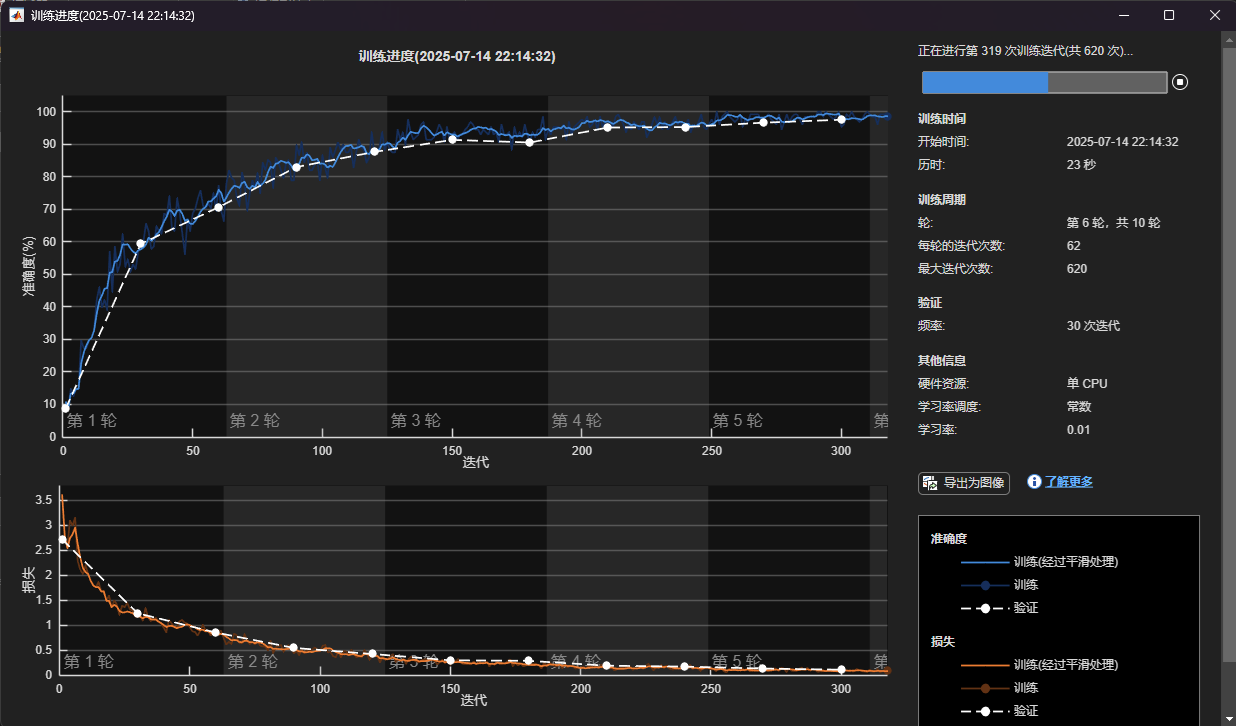 训练进度(2025-07-14 22:14:32)
训练进度(2025-07-14 22:14:32)
100
90
80
70
60
50
40
30
20
10
0
准确度(%)
第 1 轮
第 2 轮
第 3 轮
第 4 轮
第 5 轮
第
0
50
100
150
200
250
300
迭代
3.5
3
2.5
2
1.5
1
0.5
0
损失
第 1 轮
第 2 轮
第 3 轮
第 4 轮
第 5 轮
第
0
50
100
150
200
250
300
迭代
正在进行第 319 次训练迭代(共 620 次)...
训练时间
开始时间: 2025-07-14 22:14:32
历时: 23 秒
训练周期
轮: 第 6 轮，共 10 轮
每轮的迭代次数: 62
最大迭代次数: 620
验证
频率: 30 次迭代
其他信息
硬件资源: 单 CPU
学习率调度: 常数
学习率: 0.01
导出为图像
了解更多
准确度
训练(经过平滑处理)
训练
验证
损失
训练(经过平滑处理)
训练
验证